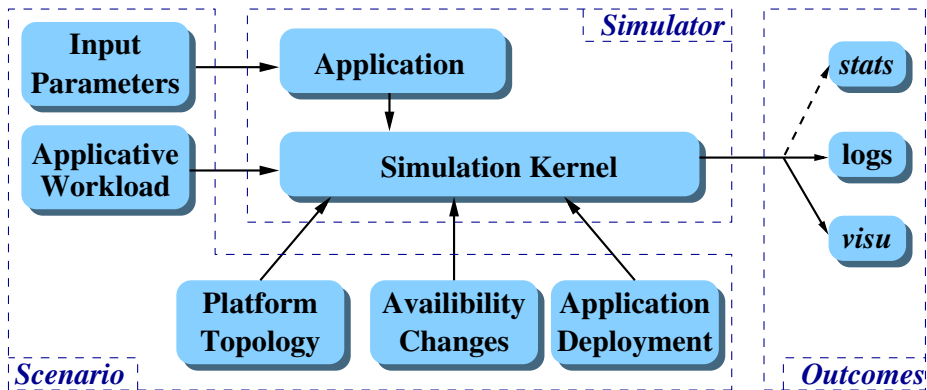 Simulator
Input
Parameters
Application
stats
Applicative
Workload
Simulation Kernel
logs
visu
Platform
Topology
Availibility
Changes
Application
Deployment
Scenario
Outcomes